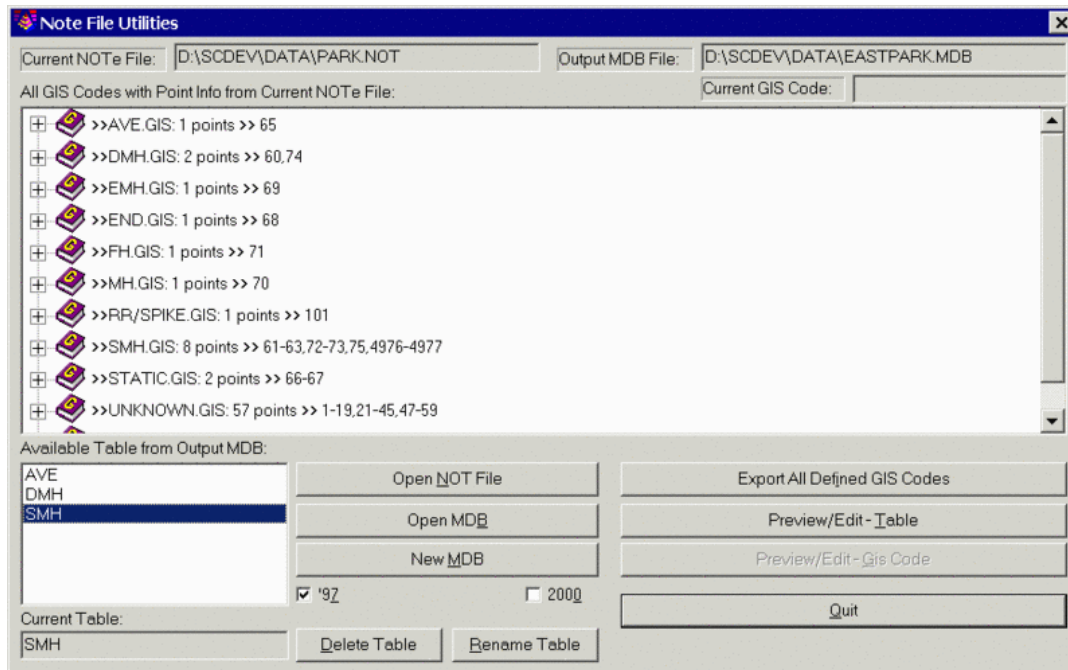 Note File Utilities
Current NOTe File: D:\SCDEV\DATA\PARK.NOT Output MDB File: D:\SCDEV\DATA\EASTPARK.MDB
All GIS Codes with Point Info from Current NOTe File: Current GIS Code:
>>AVE.GIS: 1 points >> 65
>>DMH.GIS: 2 points >> 60,74
>>EMH.GIS: 1 points >> 69
>>END.GIS: 1 points >> 68
>>FH.GIS: 1 points >> 71
>>MH.GIS: 1 points >> 70
>>RR/SPIKE.GIS: 1 points >> 101
>>SMH.GIS: 8 points >> 61-63,72-73,75,4976-4977
>>STATIC.GIS: 2 points >> 66-67
>>UNKNOWN.GIS: 57 points >> 1-19,21-45,47-59
Available Table from Output MDB:
AVE
DMH
SMH
Open NOT File
Export All Defined GIS Codes
Open MDB
Preview/Edit - Table
New MDB
Preview/Edit - Gis Code
'97 2000
Quit
Current Table:
SMH
Delete Table Rename Table